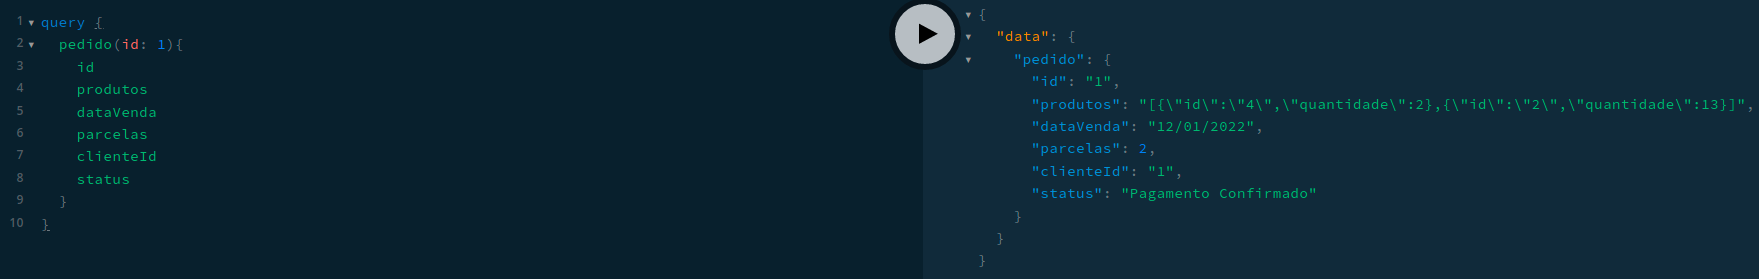 1 query {
2 pedido(id: 1){
3 id
4 produtos
5 dataVenda
6 parcelas
7 clienteId
8 status
9 }
10 }
{
"data": {
"pedido": {
"id": "1",
"produtos": "[{\"id\":\"4\",\"quantidade\":2},{\"id\":\"2\",\"quantidade\":13}]",
"dataVenda": "12/01/2022",
"parcelas": 2,
"clienteId": "1",
"status": "Pagamento Confirmado"
}
}
}